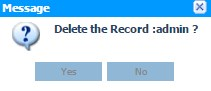 Message
Delete the Record :admin ?
Yes No